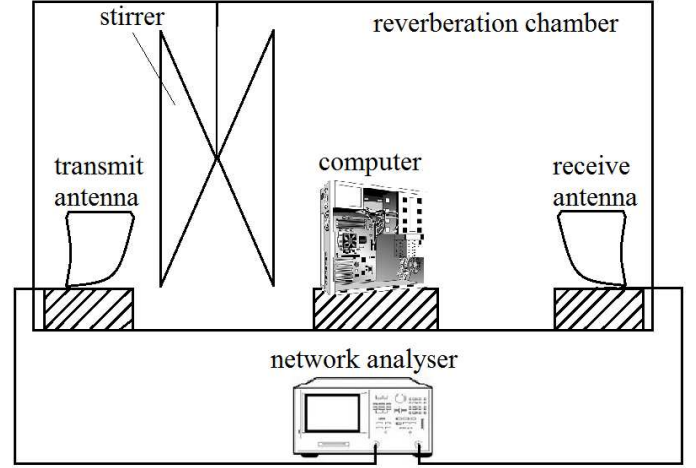 stirrer
reverberation chamber
transmit
antenna
computer
receive
antenna
network analyser